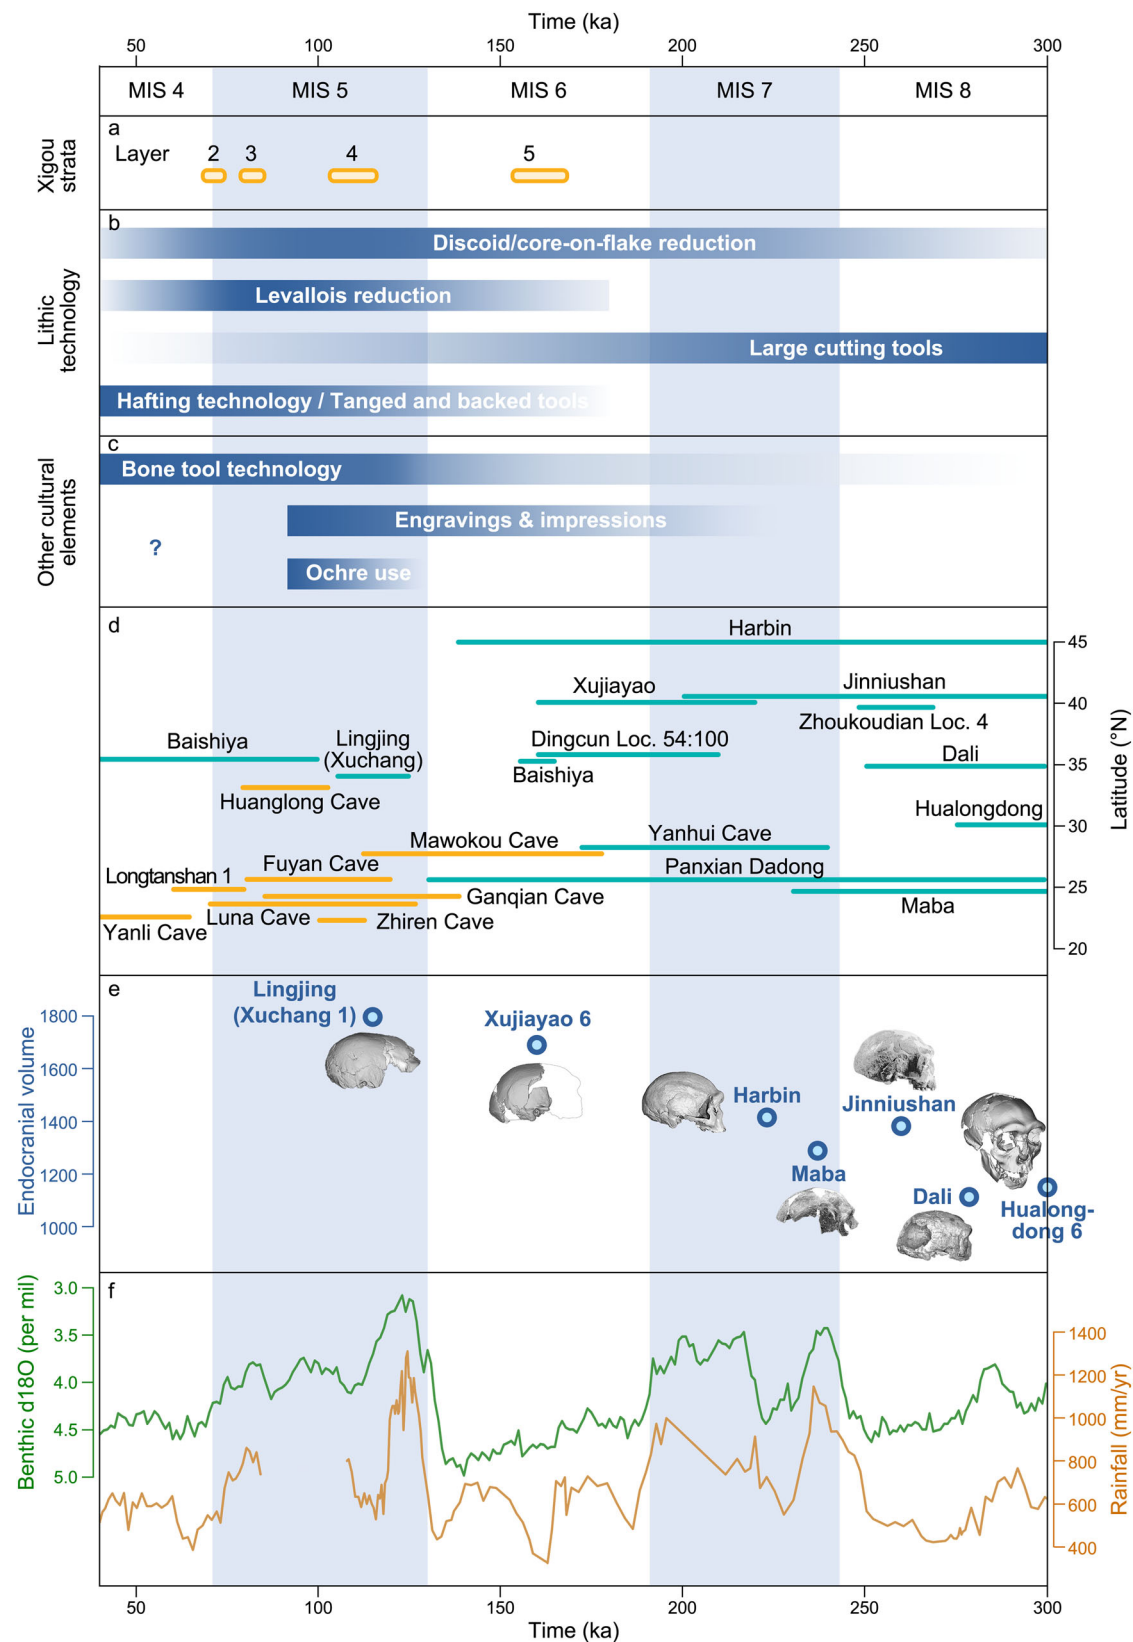 Time (ka)
50 100 150 200 250 300
MIS 4 MIS 5 MIS 6 MIS 7 MIS 8
Xigou
strata
a
Layer 2 3 4 5
Lithic
technology
b
Discoid/core-on-flake reduction
Levallois reduction
Large cutting tools
Hafting technology / Tanged and backed tools
Other cultural
elements
c
Bone tool technology
Engravings & impressions
?
Ochre use
d
Harbin
Xujiayao
Jinniushan
Zhoukoudian Loc. 4
Baishiya
Lingjing
(Xuchang)
Dingcun Loc. 54:100
Baishiya
Dali
Huanglong Cave
Hualongdong
Mawokou Cave
Yanhui Cave
Fuyan Cave
Panxian Dadong
Longtanshan 1
Ganqian Cave
Maba
Luna Cave
Zhiren Cave
Yanli Cave
45
40
35
30
25
20
Latitude (°N)
e
Endocranial volume
1800
1600
1400
1200
1000
Lingjing
(Xuchang 1)
Xujiayao 6
Harbin
Jinniushan
Maba
Dali
Hualong-
dong 6
f
Benthic d18O (per mil)
3.0
3.5
4.0
4.5
5.0
1400
1200
1000
800
600
400
Rainfall (mm/yr)
50 100 150 200 250 300
Time (ka)